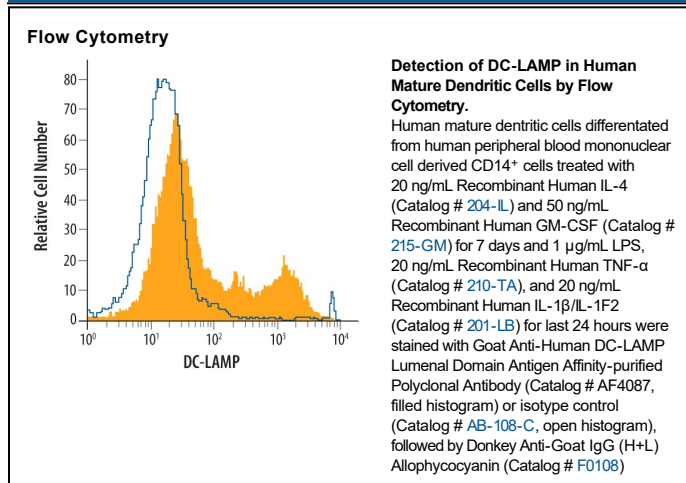 Flow Cytometry
80
70
60
50
40
30
20
10
0
Relative Cell Number
10⁰ 10¹ 10² 10³ 10⁴
DC-LAMP
Detection of DC-LAMP in Human
Mature Dendritic Cells by Flow
Cytometry.
Human mature dentritic cells differentated
from human peripheral blood mononuclear
cell derived CD14⁺ cells treated with
20 ng/mL Recombinant Human IL-4
(Catalog # 204-IL) and 50 ng/mL
Recombinant Human GM-CSF (Catalog #
215-GM) for 7 days and 1 µg/mL LPS,
20 ng/mL Recombinant Human TNF-α
(Catalog # 210-TA), and 20 ng/mL
Recombinant Human IL-1β/IL-1F2
(Catalog # 201-LB) for last 24 hours were
stained with Goat Anti-Human DC-LAMP
Lumenal Domain Antigen Affinity-purified
Polyclonal Antibody (Catalog # AF4087,
filled histogram) or isotype control
(Catalog # AB-108-C, open histogram),
followed by Donkey Anti-Goat IgG (H+L)
Allophycocyanin (Catalog # F0108)